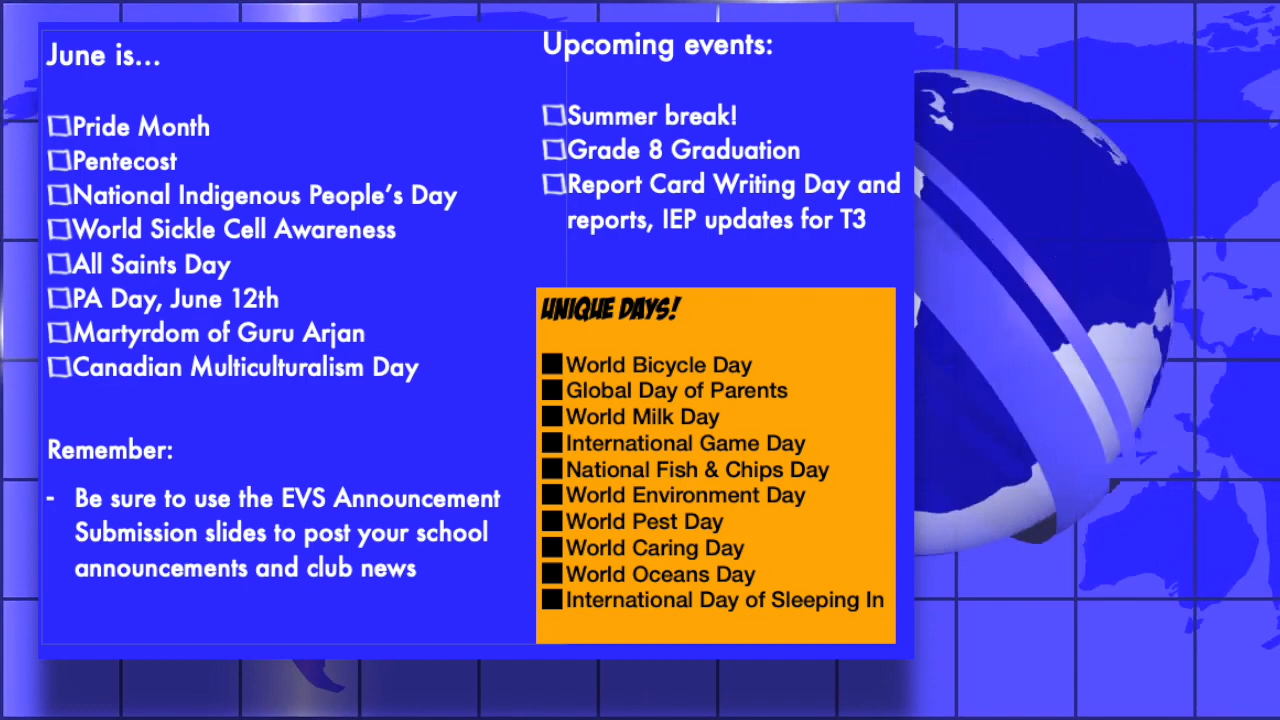 June is...
Pride Month
Pentecost
National Indigenous People's Day
World Sickle Cell Awareness
All Saints Day
PA Day, June 12th
Martyrdom of Guru Arjan
Canadian Multiculturalism Day
Remember:
- Be sure to use the EVS Announcement
Submission slides to post your school
announcements and club news
Upcoming events:
Summer break!
Grade 8 Graduation
Report Card Writing Day and
reports, IEP updates for T3
UNIQUE DAYS!
World Bicycle Day
Global Day of Parents
World Milk Day
International Game Day
National Fish & Chips Day
World Environment Day
World Pest Day
World Caring Day
World Oceans Day
International Day of Sleeping In